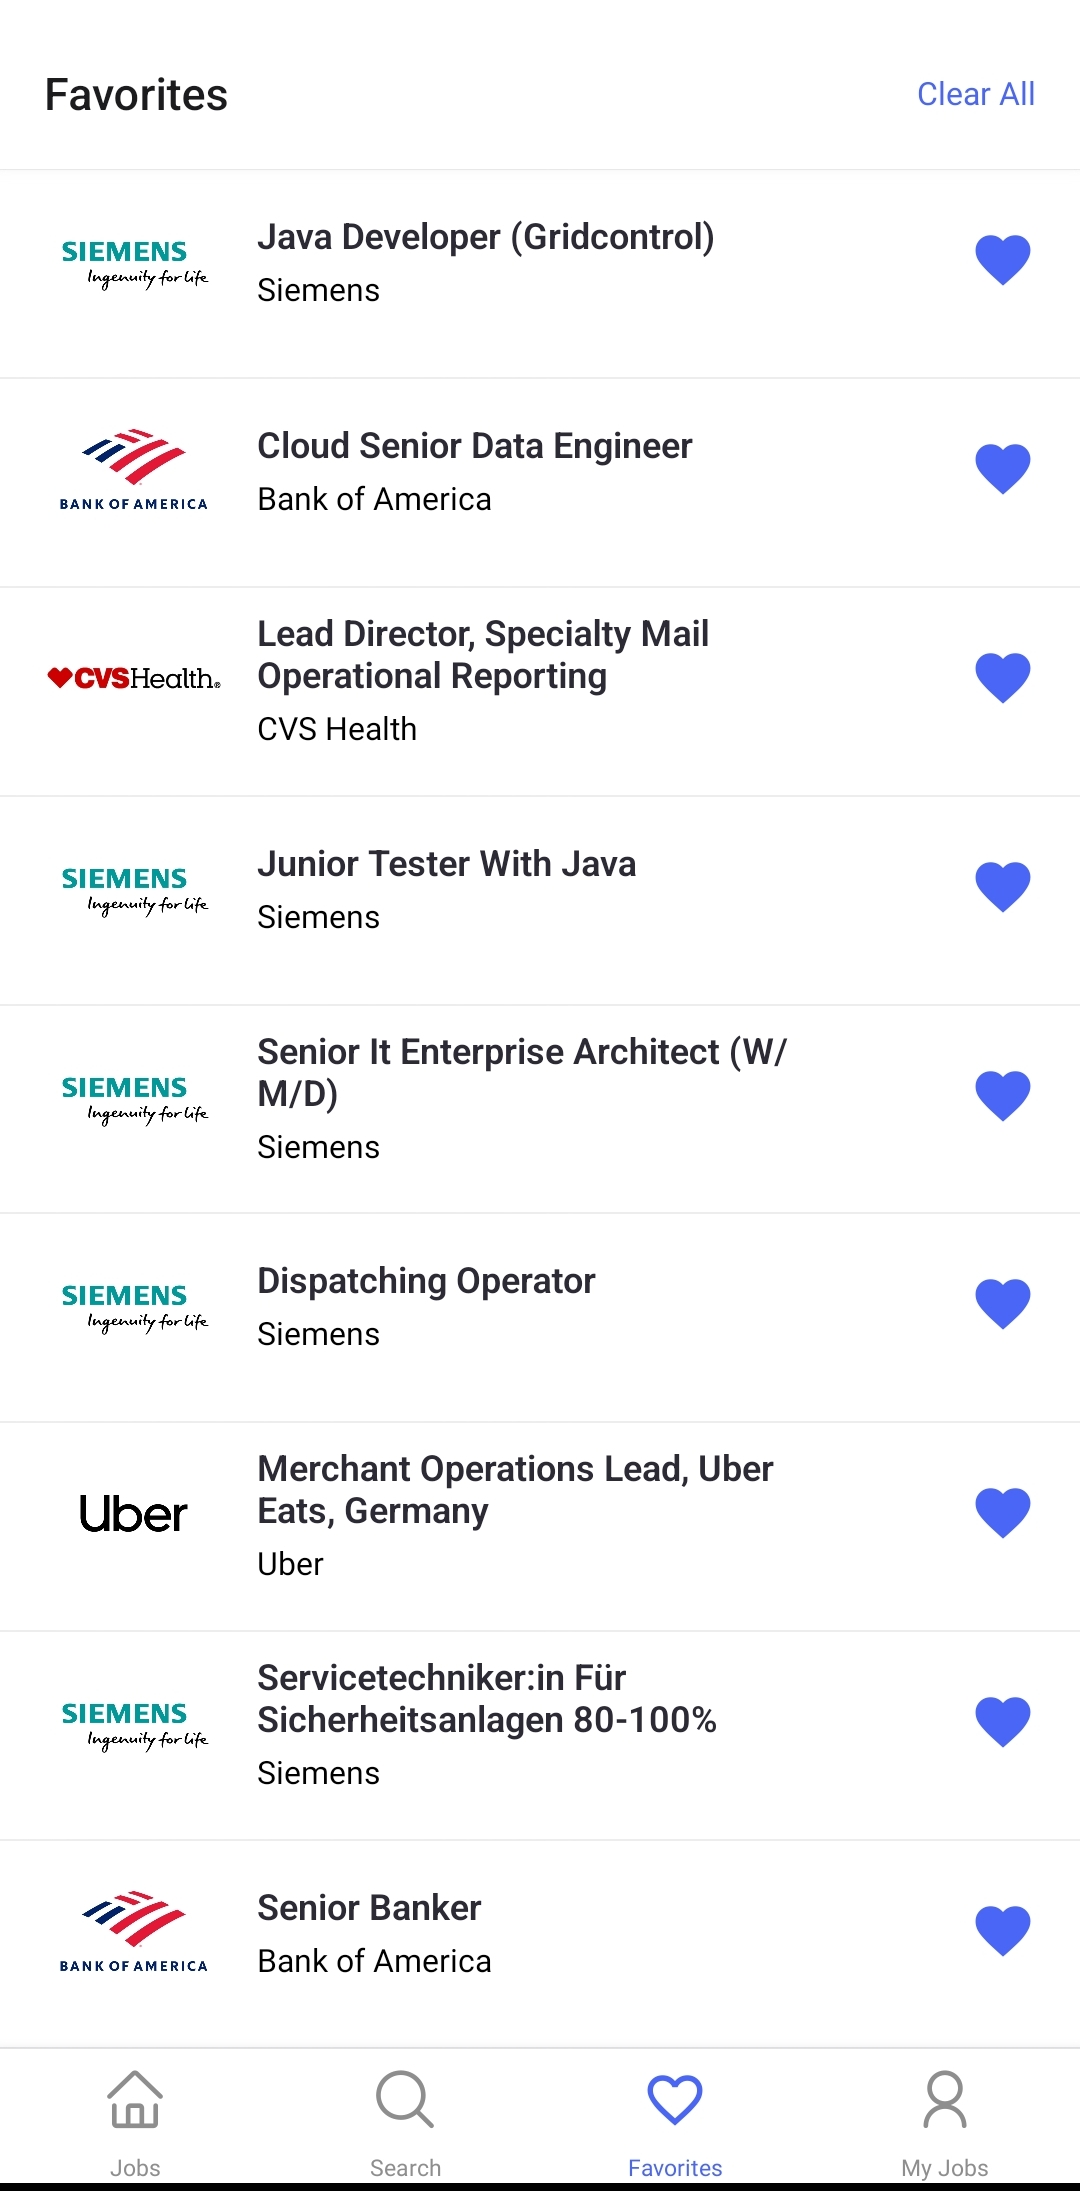 Favorites
Clear All
SIEMENS
Ingenuity for life
Java Developer (Gridcontrol)
Siemens
BANK OF AMERICA
Cloud Senior Data Engineer
Bank of America
CVSHealth®
Lead Director, Specialty Mail
Operational Reporting
CVS Health
SIEMENS
Ingenuity for life
Junior Tester With Java
Siemens
SIEMENS
Ingenuity for life
Senior It Enterprise Architect (W/
M/D)
Siemens
SIEMENS
Ingenuity for life
Dispatching Operator
Siemens
Uber
Merchant Operations Lead, Uber
Eats, Germany
Uber
SIEMENS
Ingenuity for life
Servicetechniker:in Für
Sicherheitsanlagen 80-100%
Siemens
BANK OF AMERICA
Senior Banker
Bank of America
Jobs
Search
Favorites
My Jobs